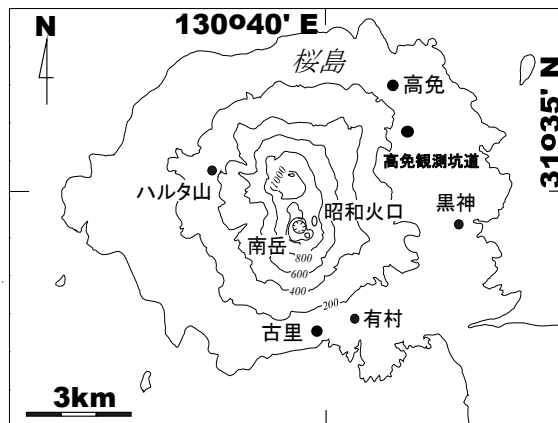 N
130º40' E
桜島
高免
31º35' N
高免観測坑道
ハルタ山
1000
昭和火口
黒神
南岳
800
600
400
200
古里
有村
3km